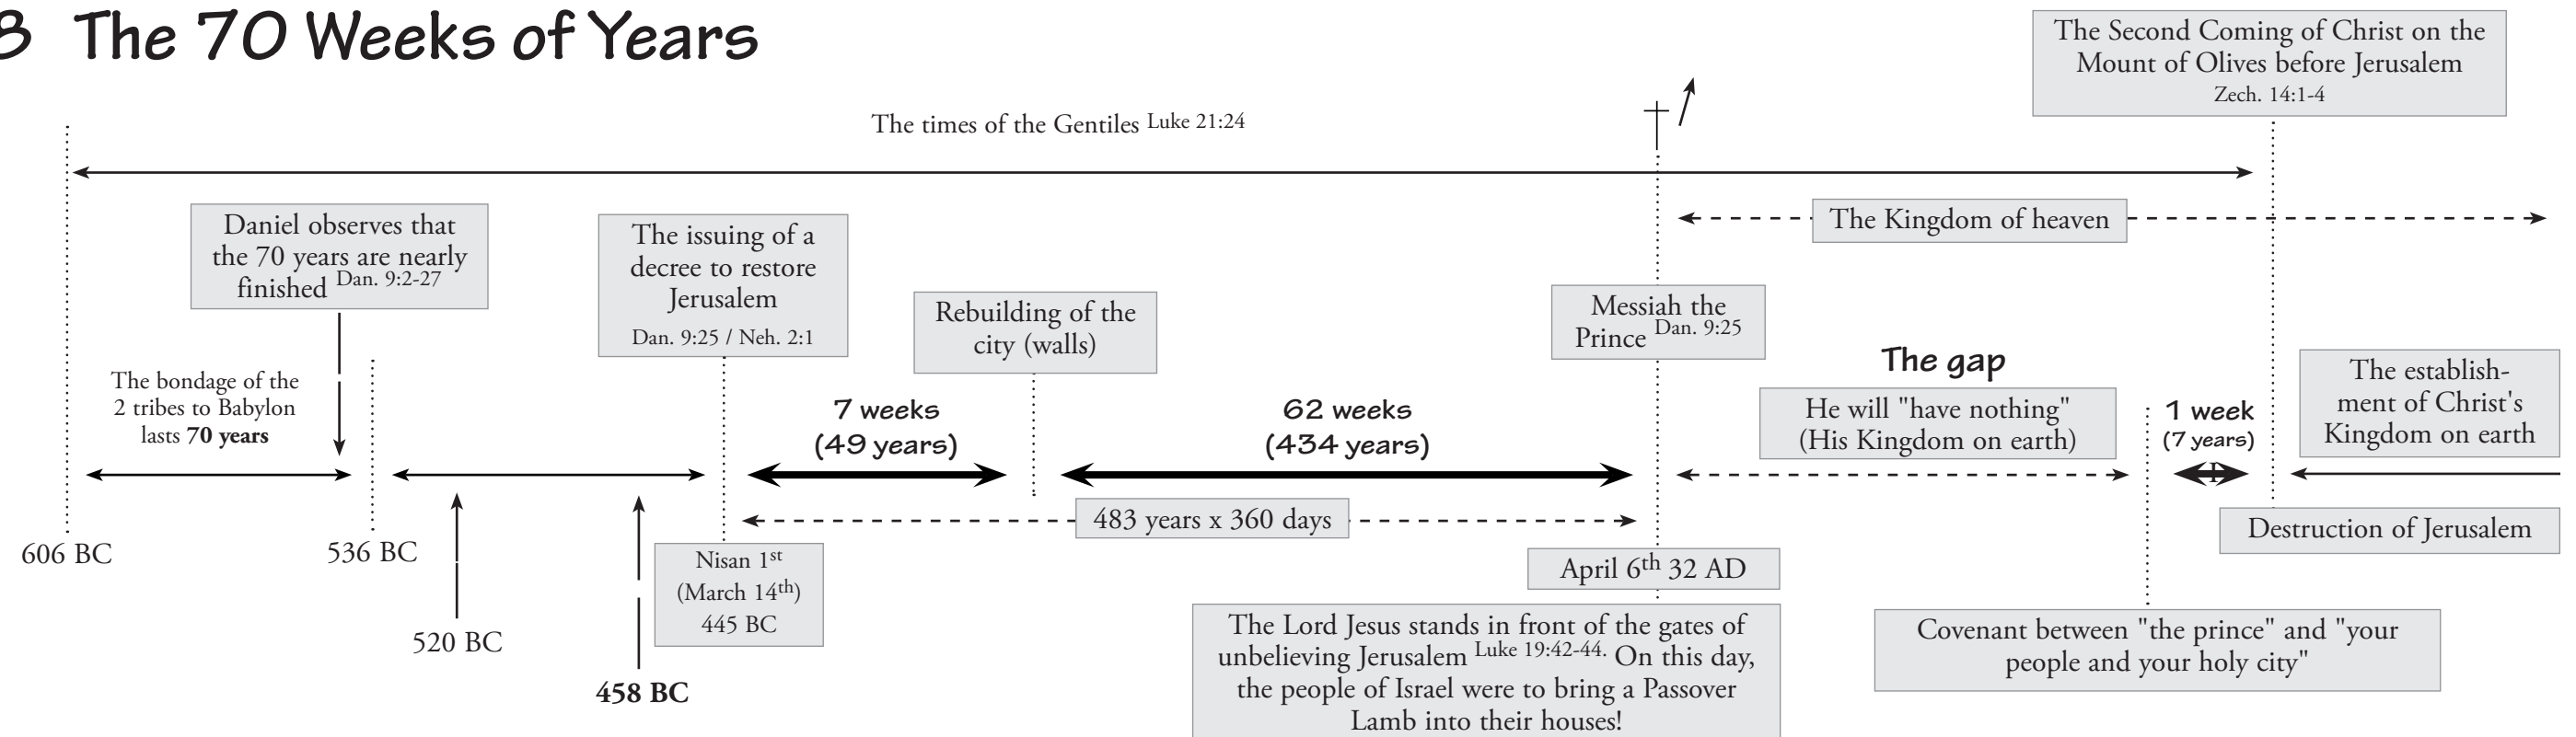 8 The 70 Weeks of Years
The Second Coming of Christ on the
Mount of Olives before Jerusalem
Zech. 14:1-4
The times of the Gentiles Luke 21:24
The Kingdom of heaven
Daniel observes that
the 70 years are nearly
finished Dan. 9:2-27
The issuing of a
decree to restore
Jerusalem
Dan. 9:25 / Neh. 2:1
Rebuilding of the
city (walls)
Messiah the
Prince Dan. 9:25
The gap
He will "have nothing"
(His Kingdom on earth)
1 week
(7 years)
The establish-
ment of Christ's
Kingdom on earth
The bondage of the
2 tribes to Babylon
lasts 70 years
7 weeks
(49 years)
62 weeks
(434 years)
483 years x 360 days
606 BC
536 BC
520 BC
458 BC
Nisan 1st
(March 14th)
445 BC
April 6th 32 AD
Destruction of Jerusalem
The Lord Jesus stands in front of the gates of
unbelieving Jerusalem Luke 19:42-44. On this day,
the people of Israel were to bring a Passover
Lamb into their houses!
Covenant between "the prince" and "your
people and your holy city"